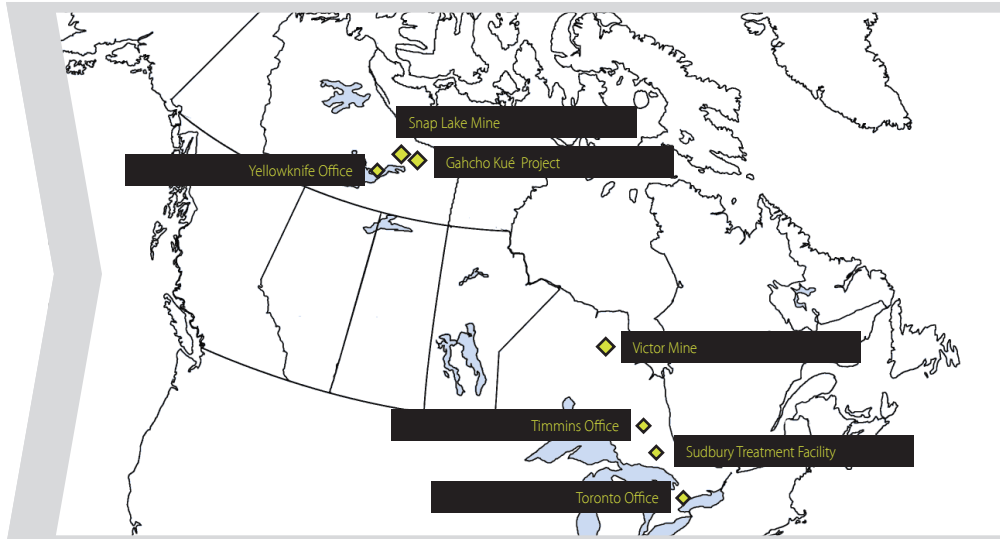 Snap Lake Mine
Gahcho Kué Project
Yellowknife Office
Victor Mine
Timmins Office
Sudbury Treatment Facility
Toronto Office